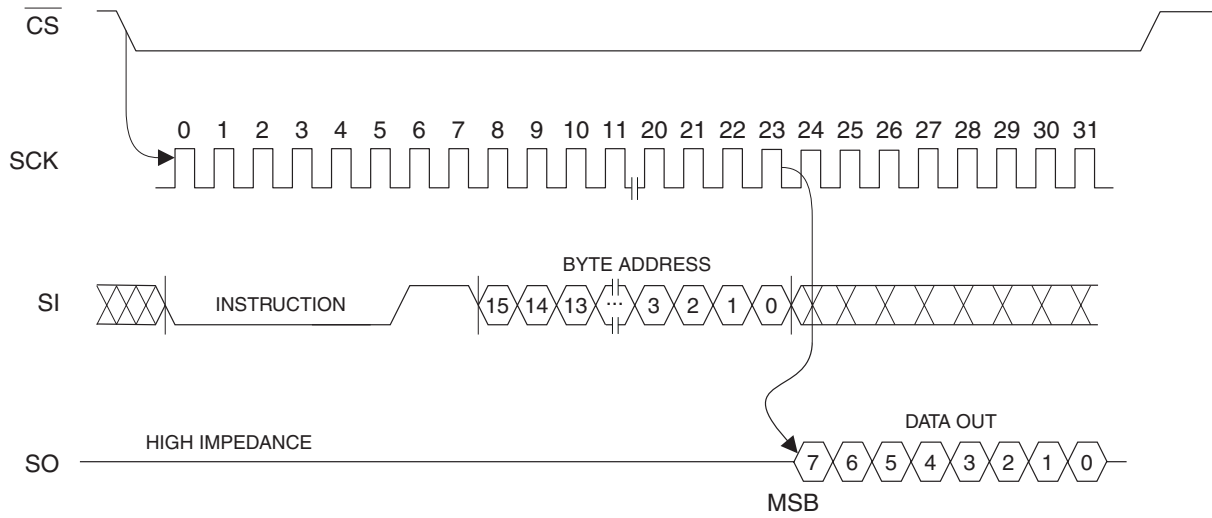 CS
0 1 2 3 4 5 6 7 8 9 10 11 20 21 22 23 24 25 26 27 28 29 30 31
SCK
BYTE ADDRESS
SI
INSTRUCTION
15 14 13 ... 3 2 1 0
HIGH IMPEDANCE
DATA OUT
SO
7 6 5 4 3 2 1 0
MSB